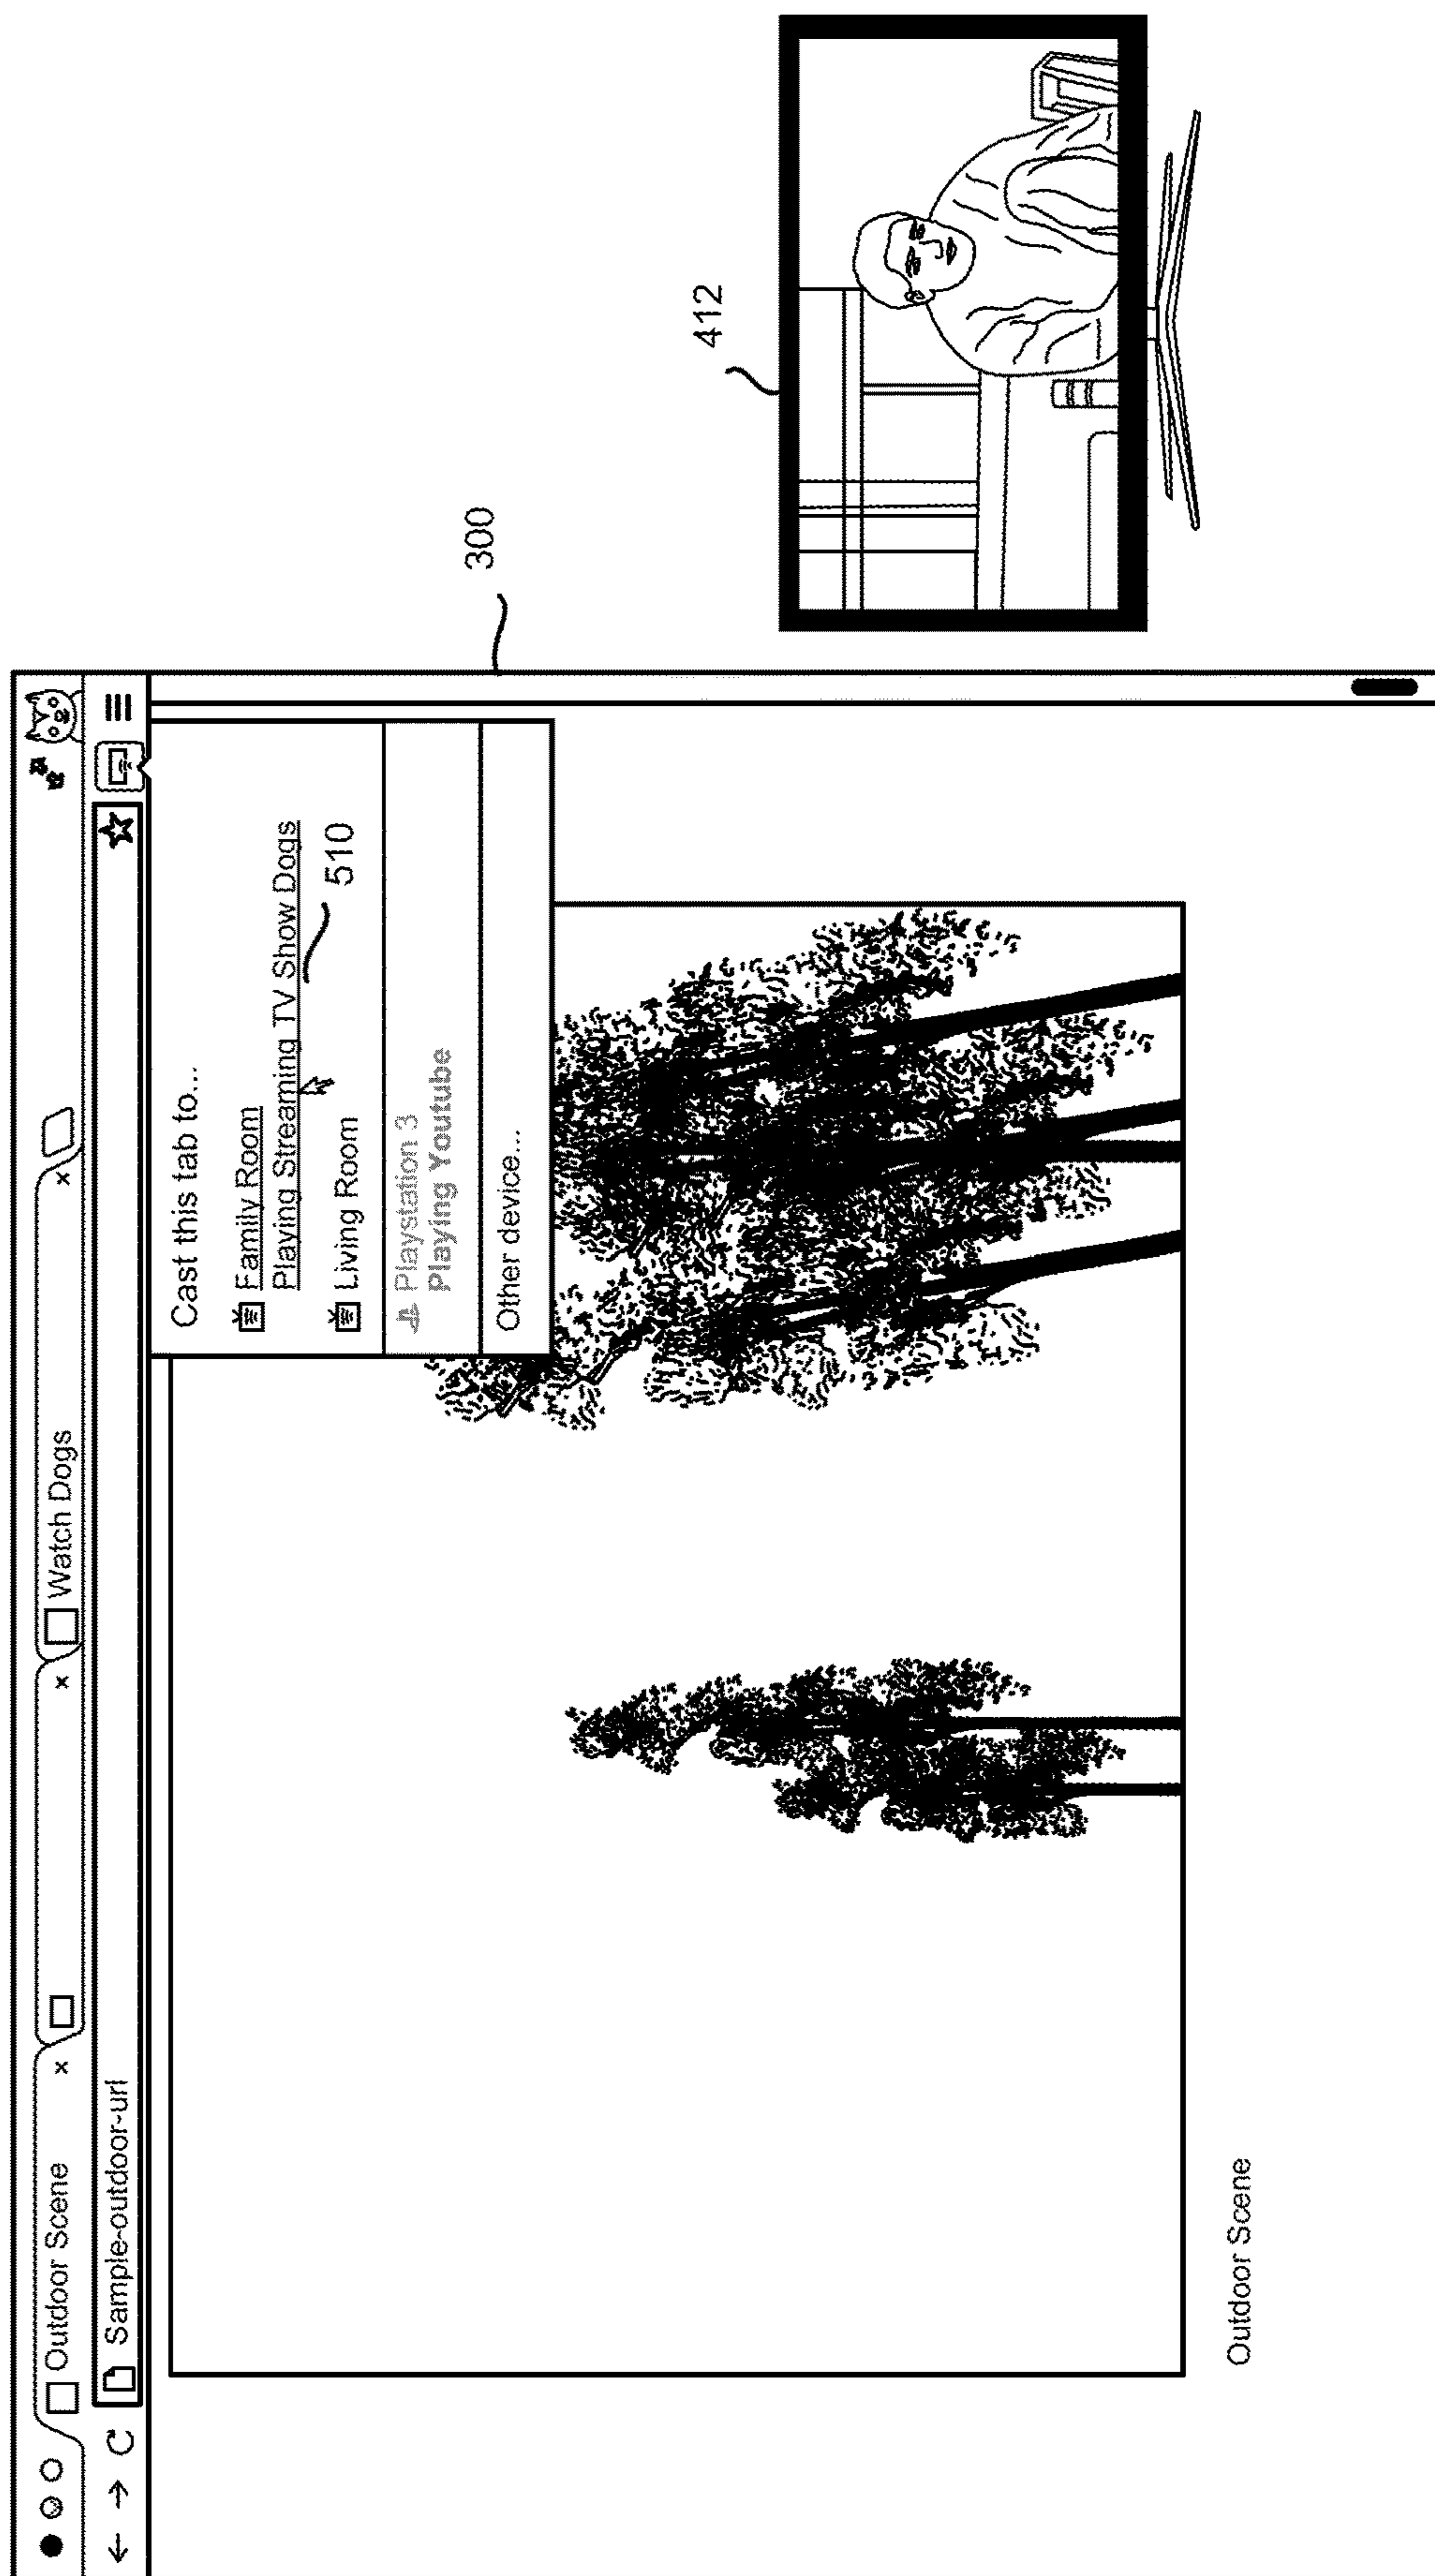 Outdoor Scene ×
×
Watch Dogs ×
Sample-outdoor-url
Cast this tab to...
Family Room
Playing Streaming TV Show Dogs
510
Living Room
Playstation 3
Playing Youtube
Other device...
300
412
Outdoor Scene